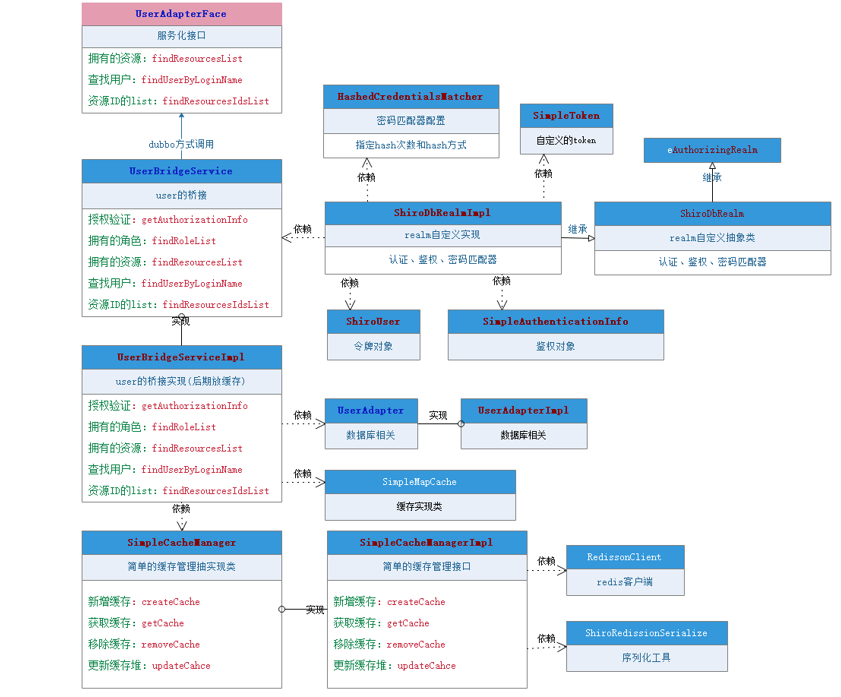 UserAdapterFace
服务化接口
拥有的资源：findResourcesList
查找用户：findUserByLoginName
资源ID的list：findResourcesIdsList
dubbo方式调用
UserBridgeService
user的桥接
授权验证：getAuthorizationInfo
拥有的角色：findRoleList
拥有的资源：findResourcesList
查找用户：findUserByLoginName
资源ID的list：findResourcesIdsList
实现
UserBridgeServiceImpl
user的桥接实现(后期放缓存)
授权验证：getAuthorizationInfo
拥有的角色：findRoleList
拥有的资源：findResourcesList
查找用户：findUserByLoginName
资源ID的list：findResourcesIdsList
依赖
SimpleCacheManager
简单的缓存管理抽实现类
新增缓存：createCache
获取缓存：getCache
移除缓存：removeCache
更新缓存堆：updateCahce
HashedCredentialsMatcher
密码匹配器配置
指定hash次数和hash方式
依赖
SimpleToken
自定义的token
依赖
eAuthorizingRealm
继承
依赖
ShiroDbRealmImpl
realm自定义实现
认证、鉴权、密码匹配器
继承
ShiroDbRealm
realm自定义抽象类
认证、鉴权、密码匹配器
依赖
依赖
ShiroUser
令牌对象
SimpleAuthenticationInfo
鉴权对象
依赖
UserAdapter
数据库相关
实现
UserAdapterImpl
数据库相关
依赖
SimpleMapCache
缓存实现类
实现
SimpleCacheManagerImpl
简单的缓存管理接口
新增缓存：createCache
获取缓存：getCache
移除缓存：removeCache
更新缓存堆：updateCahce
依赖
RedissonClient
redis客户端
依赖
ShiroRedissionSerialize
序列化工具